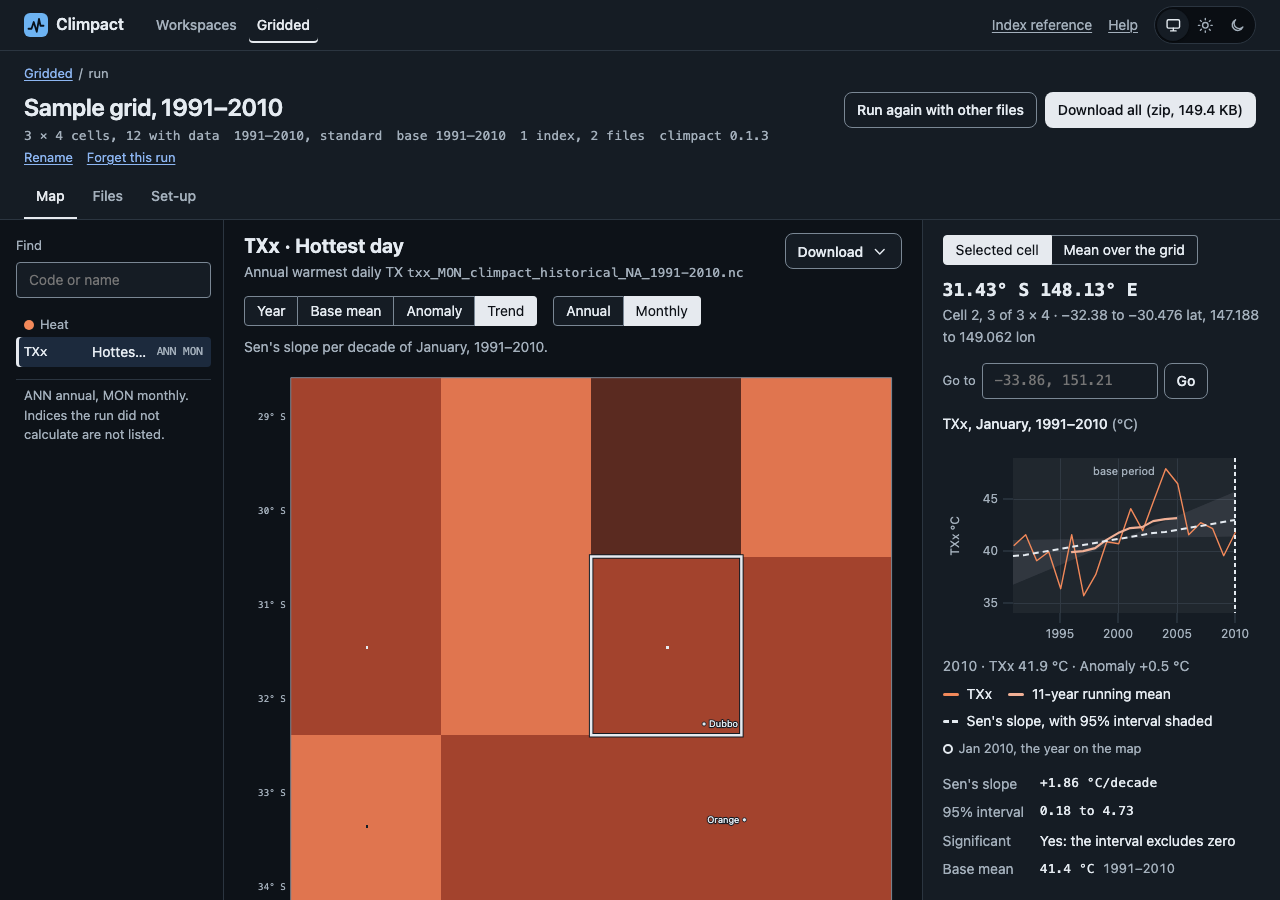 Climpact
Workspaces
Gridded
Index reference
Help
Gridded / run
Sample grid, 1991–2010
3 × 4 cells, 12 with data 1991–2010, standard base 1991–2010 1 index, 2 files climpact 0.1.3
Rename
Forget this run
Run again with other files
Download all (zip, 149.4 KB)
Map
Files
Set-up
Find
Code or name
Heat
TXx Hottes... ANN MON
ANN annual, MON monthly.
Indices the run did not
calculate are not listed.
TXx · Hottest day
Annual warmest daily TX txx_MON_climpact_historical_NA_1991–2010.nc
Download
Year
Base mean
Anomaly
Trend
Annual
Monthly
Sen's slope per decade of January, 1991–2010.
29° S
30° S
31° S
32° S
33° S
34° S
Dubbo
Orange
Selected cell
Mean over the grid
31.43° S 148.13° E
Cell 2, 3 of 3 × 4 · −32.38 to −30.476 lat, 147.188
to 149.062 lon
Go to
−33.86, 151.21
Go
TXx, January, 1991–2010 (°C)
base period
TXx °C
45
40
35
1995
2000
2005
2010
2010 · TXx 41.9 °C · Anomaly +0.5 °C
TXx
11-year running mean
Sen's slope, with 95% interval shaded
Jan 2010, the year on the map
Sen's slope +1.86 °C/decade
95% interval 0.18 to 4.73
Significant Yes: the interval excludes zero
Base mean 41.4 °C 1991–2010